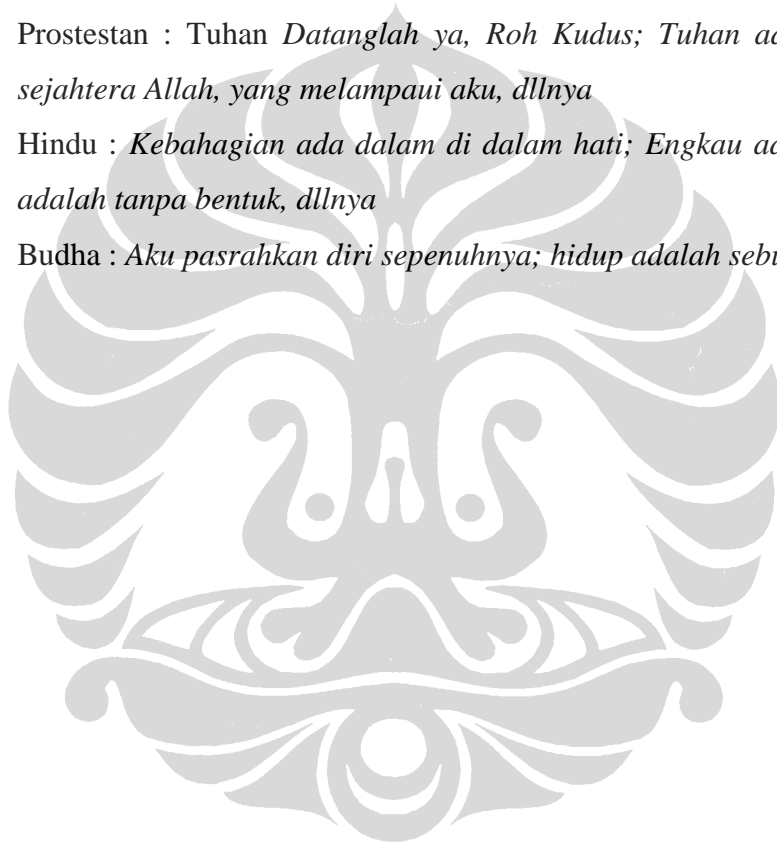 Prostestan : Tuhan Datanglah ya, Roh Kudus; Tuhan
sejahtera Allah, yang melampaui aku, dllnya
Hindu : Kebahagian ada dalam di dalam hati; Engkau
adalah tanpa bentuk, dllnya
Budha : Aku pasrahkan diri sepenuhnya; hidup adalah